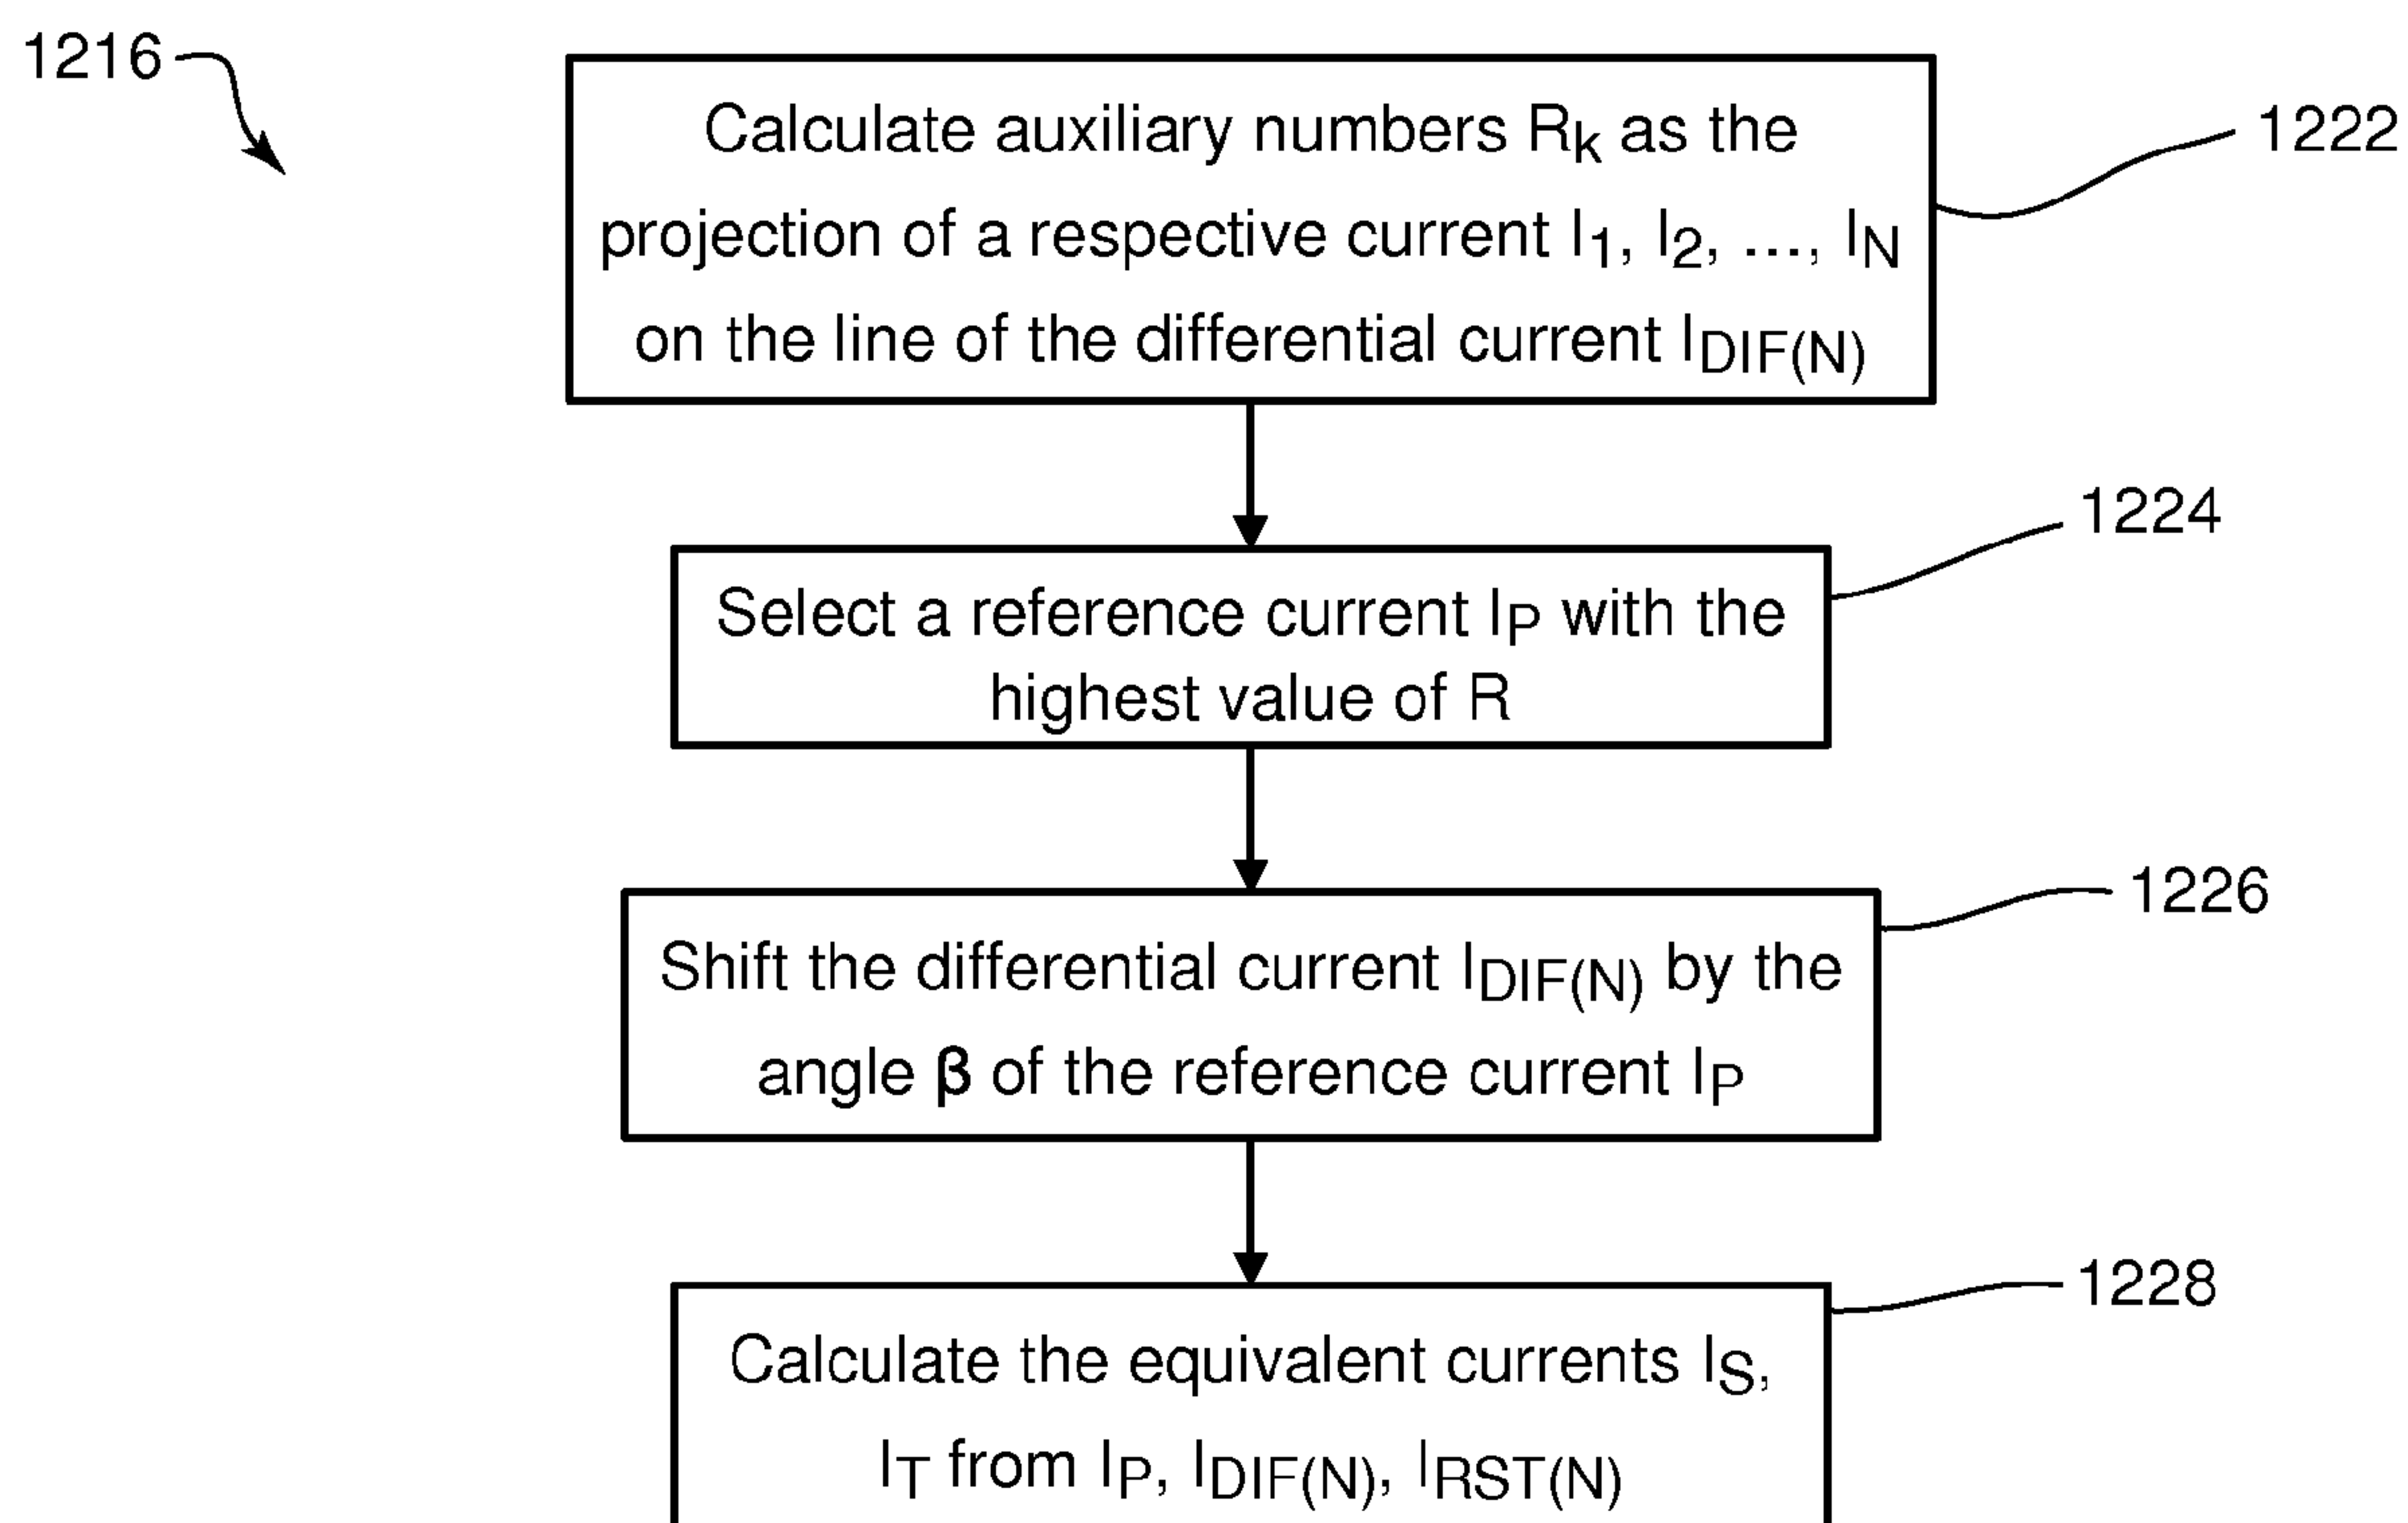 1216
Calculate auxiliary numbers Rk as the
1222
projection of a respective current I1, I2, ..., IN
on the line of the differential current IDIF(N)
1224
Select a reference current IP with the
highest value of R
1226
Shift the differential current IDIF(N) by the
angle β of the reference current IP
1228
Calculate the equivalent currents IS,
IT from IP, IDIF(N), IRST(N)